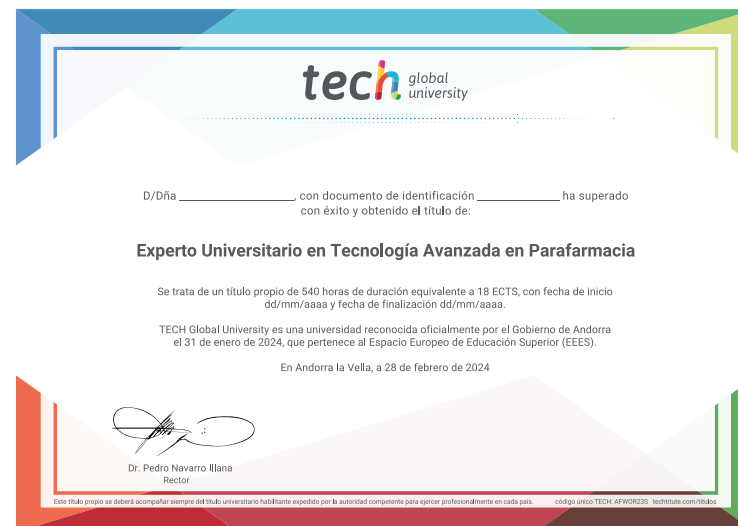 tech global university
D/Dña ______________, con documento de identificación ____________ ha superado
con éxito y obtenido el título de:
Experto Universitario en Tecnología Avanzada en Parafarmacia
Se trata de un título propio de 540 horas de duración equivalente a 18 ECTS, con fecha de inicio
dd/mm/aaaa y fecha de finalización dd/mm/aaaa.
TECH Global University es una universidad reconocida oficialmente por el Gobierno de Andorra
el 31 de enero de 2024, que pertenece al Espacio Europeo de Educación Superior (EEES).
En Andorra la Vella, a 28 de febrero de 2024
Dr. Pedro Navarro Illana
Rector
Este título propio se deberá acompañar siempre del título universitario habilitante expedido por la autoridad competente para ejercer profesionalmente en cada país. código único TECH: AFWOR23S techtitute.com/titulos